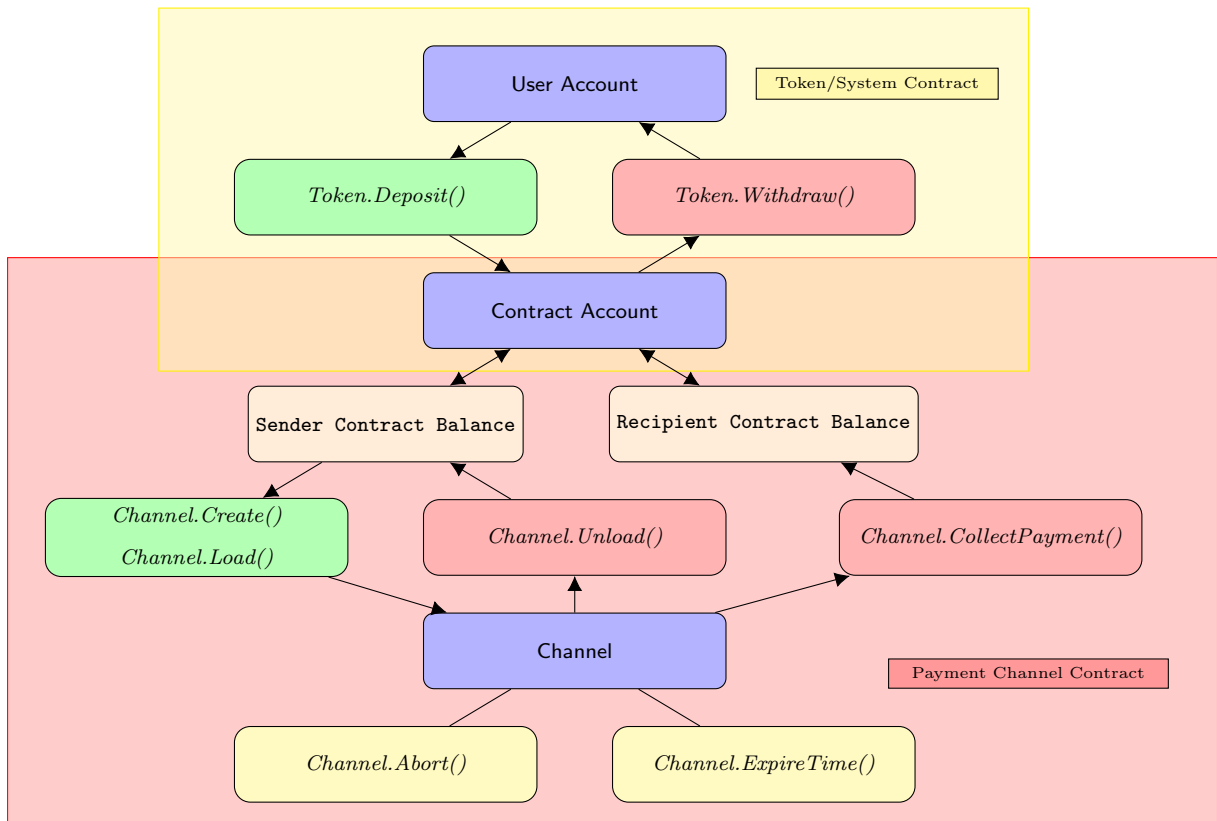 User Account
Token/System Contract
Token.Deposit()
Token.Withdraw()
Contract Account
Sender Contract Balance
Recipient Contract Balance
Channel.Create()
Channel.Load()
Channel.Unload()
Channel.CollectPayment()
Channel
Payment Channel Contract
Channel.Abort()
Channel.ExpireTime()